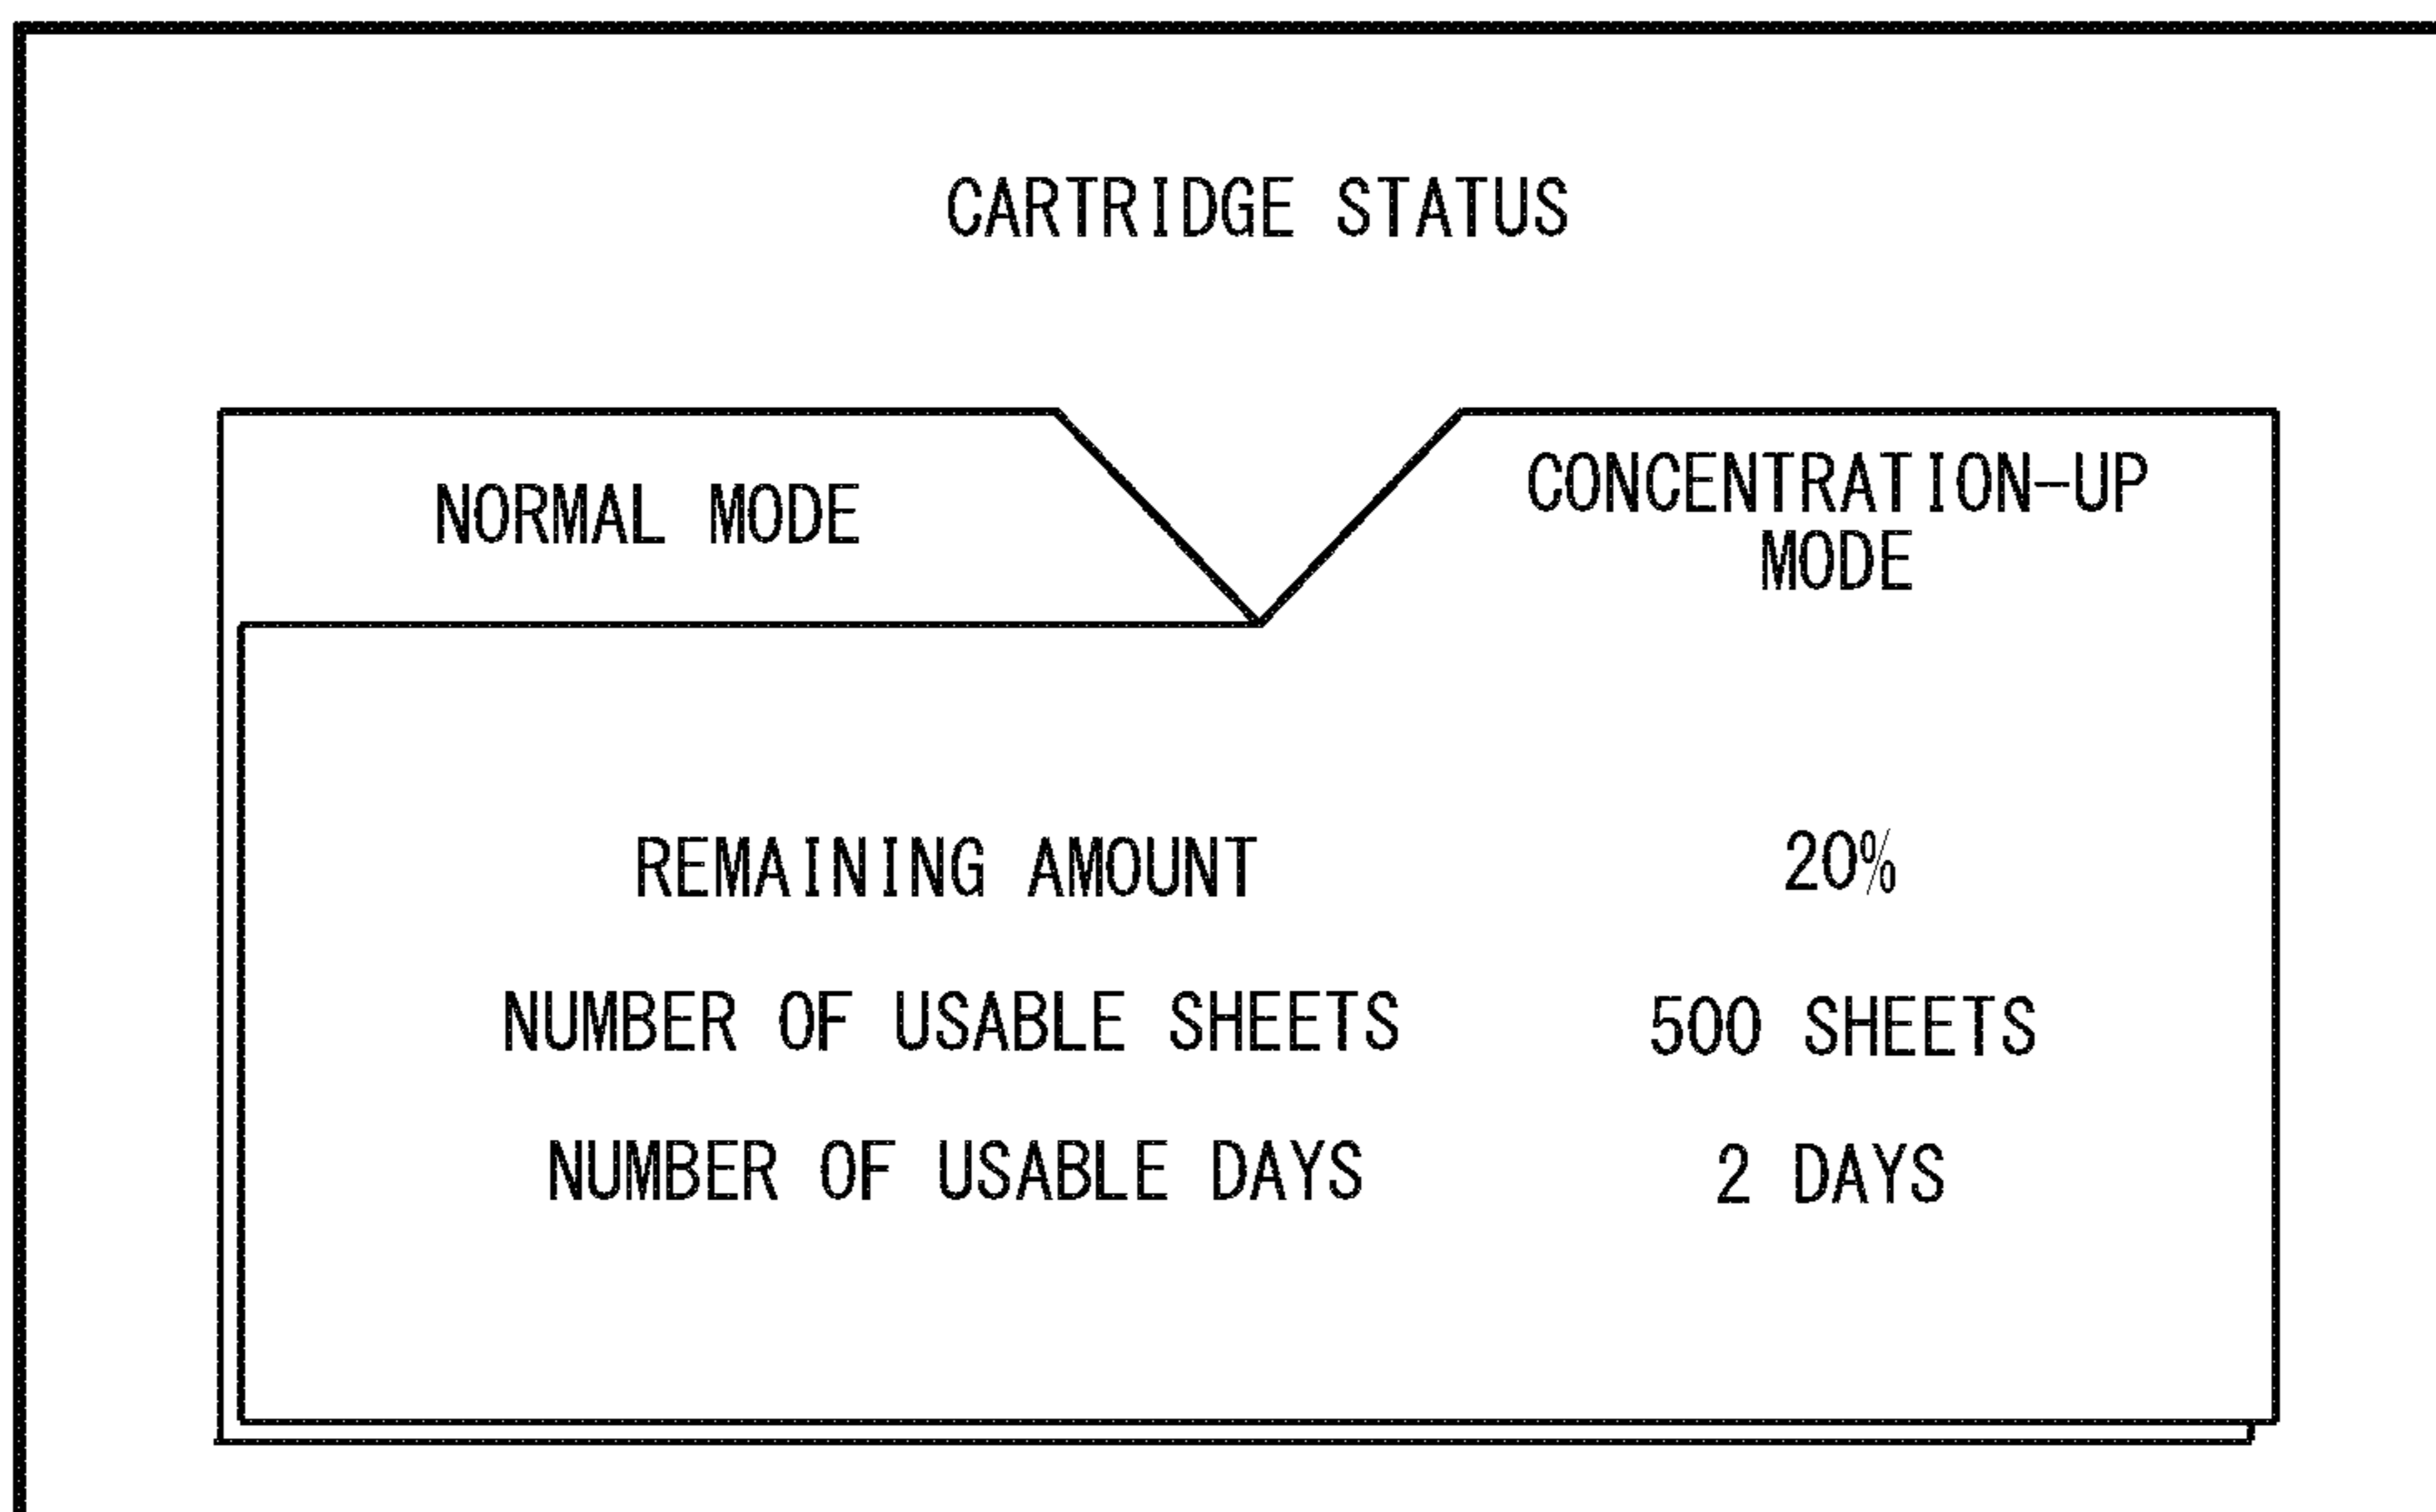 CARTRIDGE STATUS
NORMAL MODE
CONCENTRATION-UP
MODE
REMAINING AMOUNT 20%
NUMBER OF USABLE SHEETS 500 SHEETS
NUMBER OF USABLE DAYS 2 DAYS